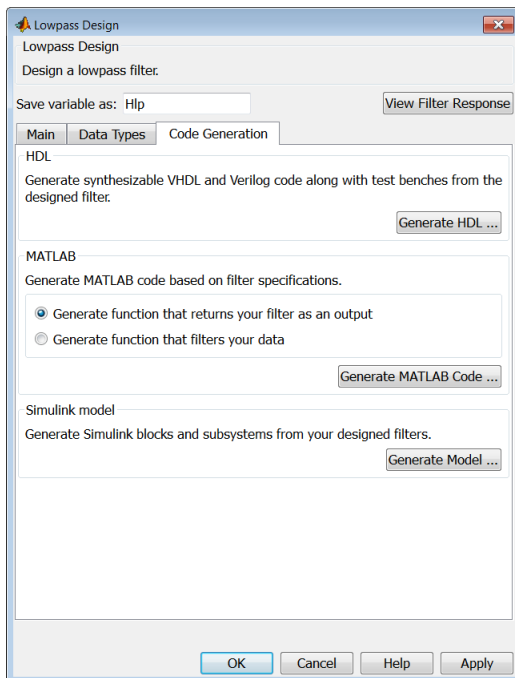 Lowpass Design
Lowpass Design
Design a lowpass filter.
Save variable as: Hlp View Filter Response
Main Data Types Code Generation
HDL
Generate synthesizable VHDL and Verilog code along with test benches from the
designed filter.
Generate HDL ...
MATLAB
Generate MATLAB code based on filter specifications.
Generate function that returns your filter as an output
Generate function that filters your data
Generate MATLAB Code ...
Simulink model
Generate Simulink blocks and subsystems from your designed filters.
Generate Model ...
OK Cancel Help Apply